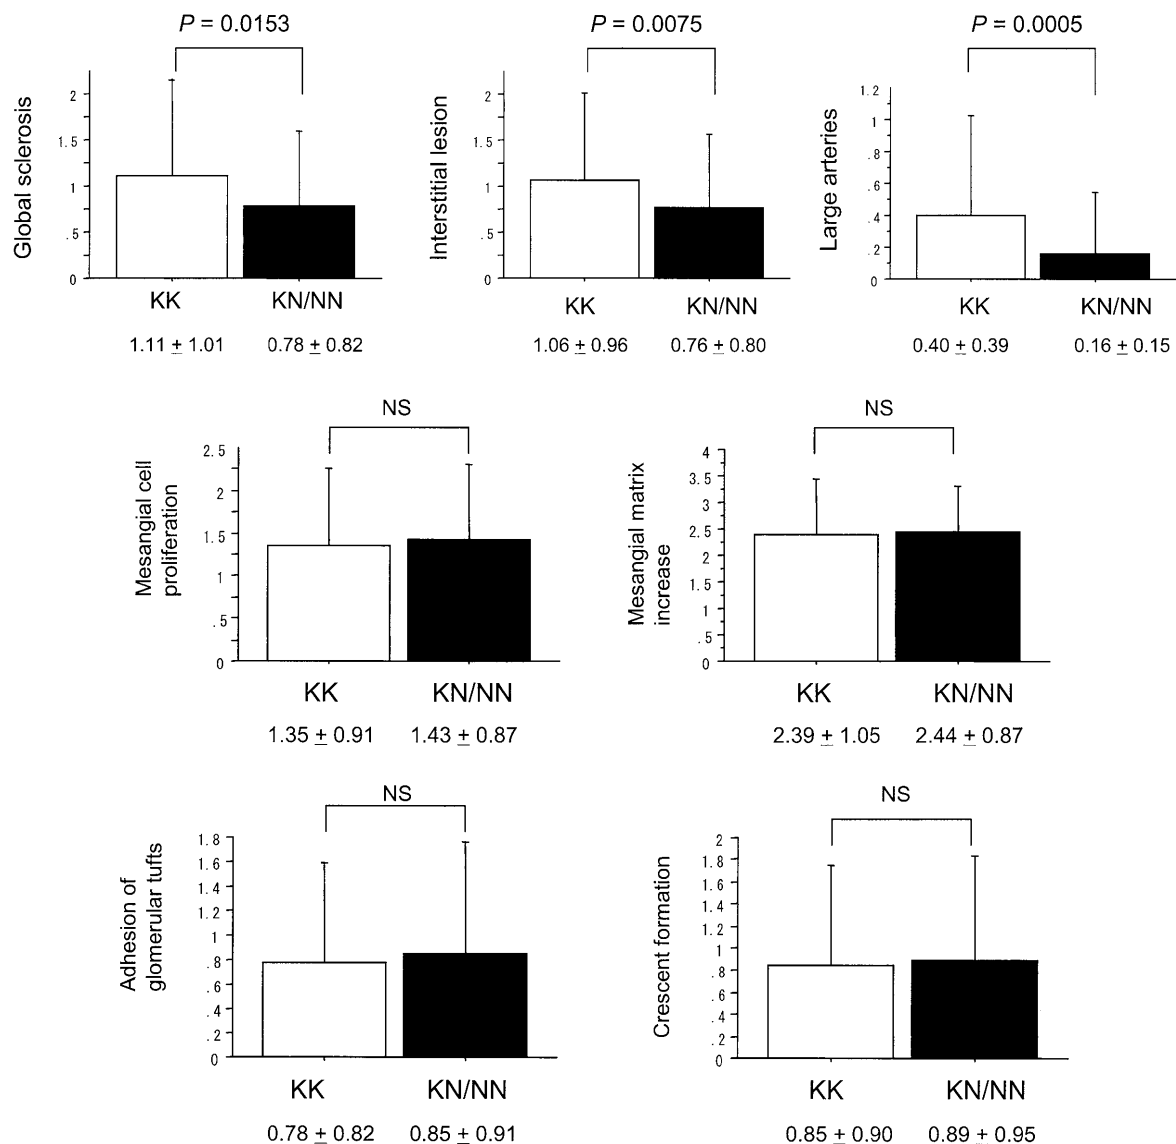 P = 0.0153
Global sclerosis
2
1.5
1
.5
0
KK KN/NN
1.11 ± 1.01 0.78 ± 0.82
P = 0.0075
Interstitial lesion
2
1.5
1
.5
0
KK KN/NN
1.06 ± 0.96 0.76 ± 0.80
P = 0.0005
Large arteries
1.2
1
.8
.6
.4
.2
0
KK KN/NN
0.40 ± 0.39 0.16 ± 0.15
NS
Mesangial cell
proliferation
2.5
2
1.5
1
.5
0
KK KN/NN
1.35 ± 0.91 1.43 ± 0.87
NS
Mesangial matrix
increase
4
3.5
3
2.5
2
1.5
1
.5
0
KK KN/NN
2.39 ± 1.05 2.44 ± 0.87
NS
Adhesion of
glomerular tufts
1.8
1.6
1.4
1.2
1
.8
.6
.4
.2
0
KK KN/NN
0.78 ± 0.82 0.85 ± 0.91
NS
Crescent formation
2
1.8
1.6
1.4
1.2
1
.8
.6
.4
.2
0
KK KN/NN
0.85 ± 0.90 0.89 ± 0.95